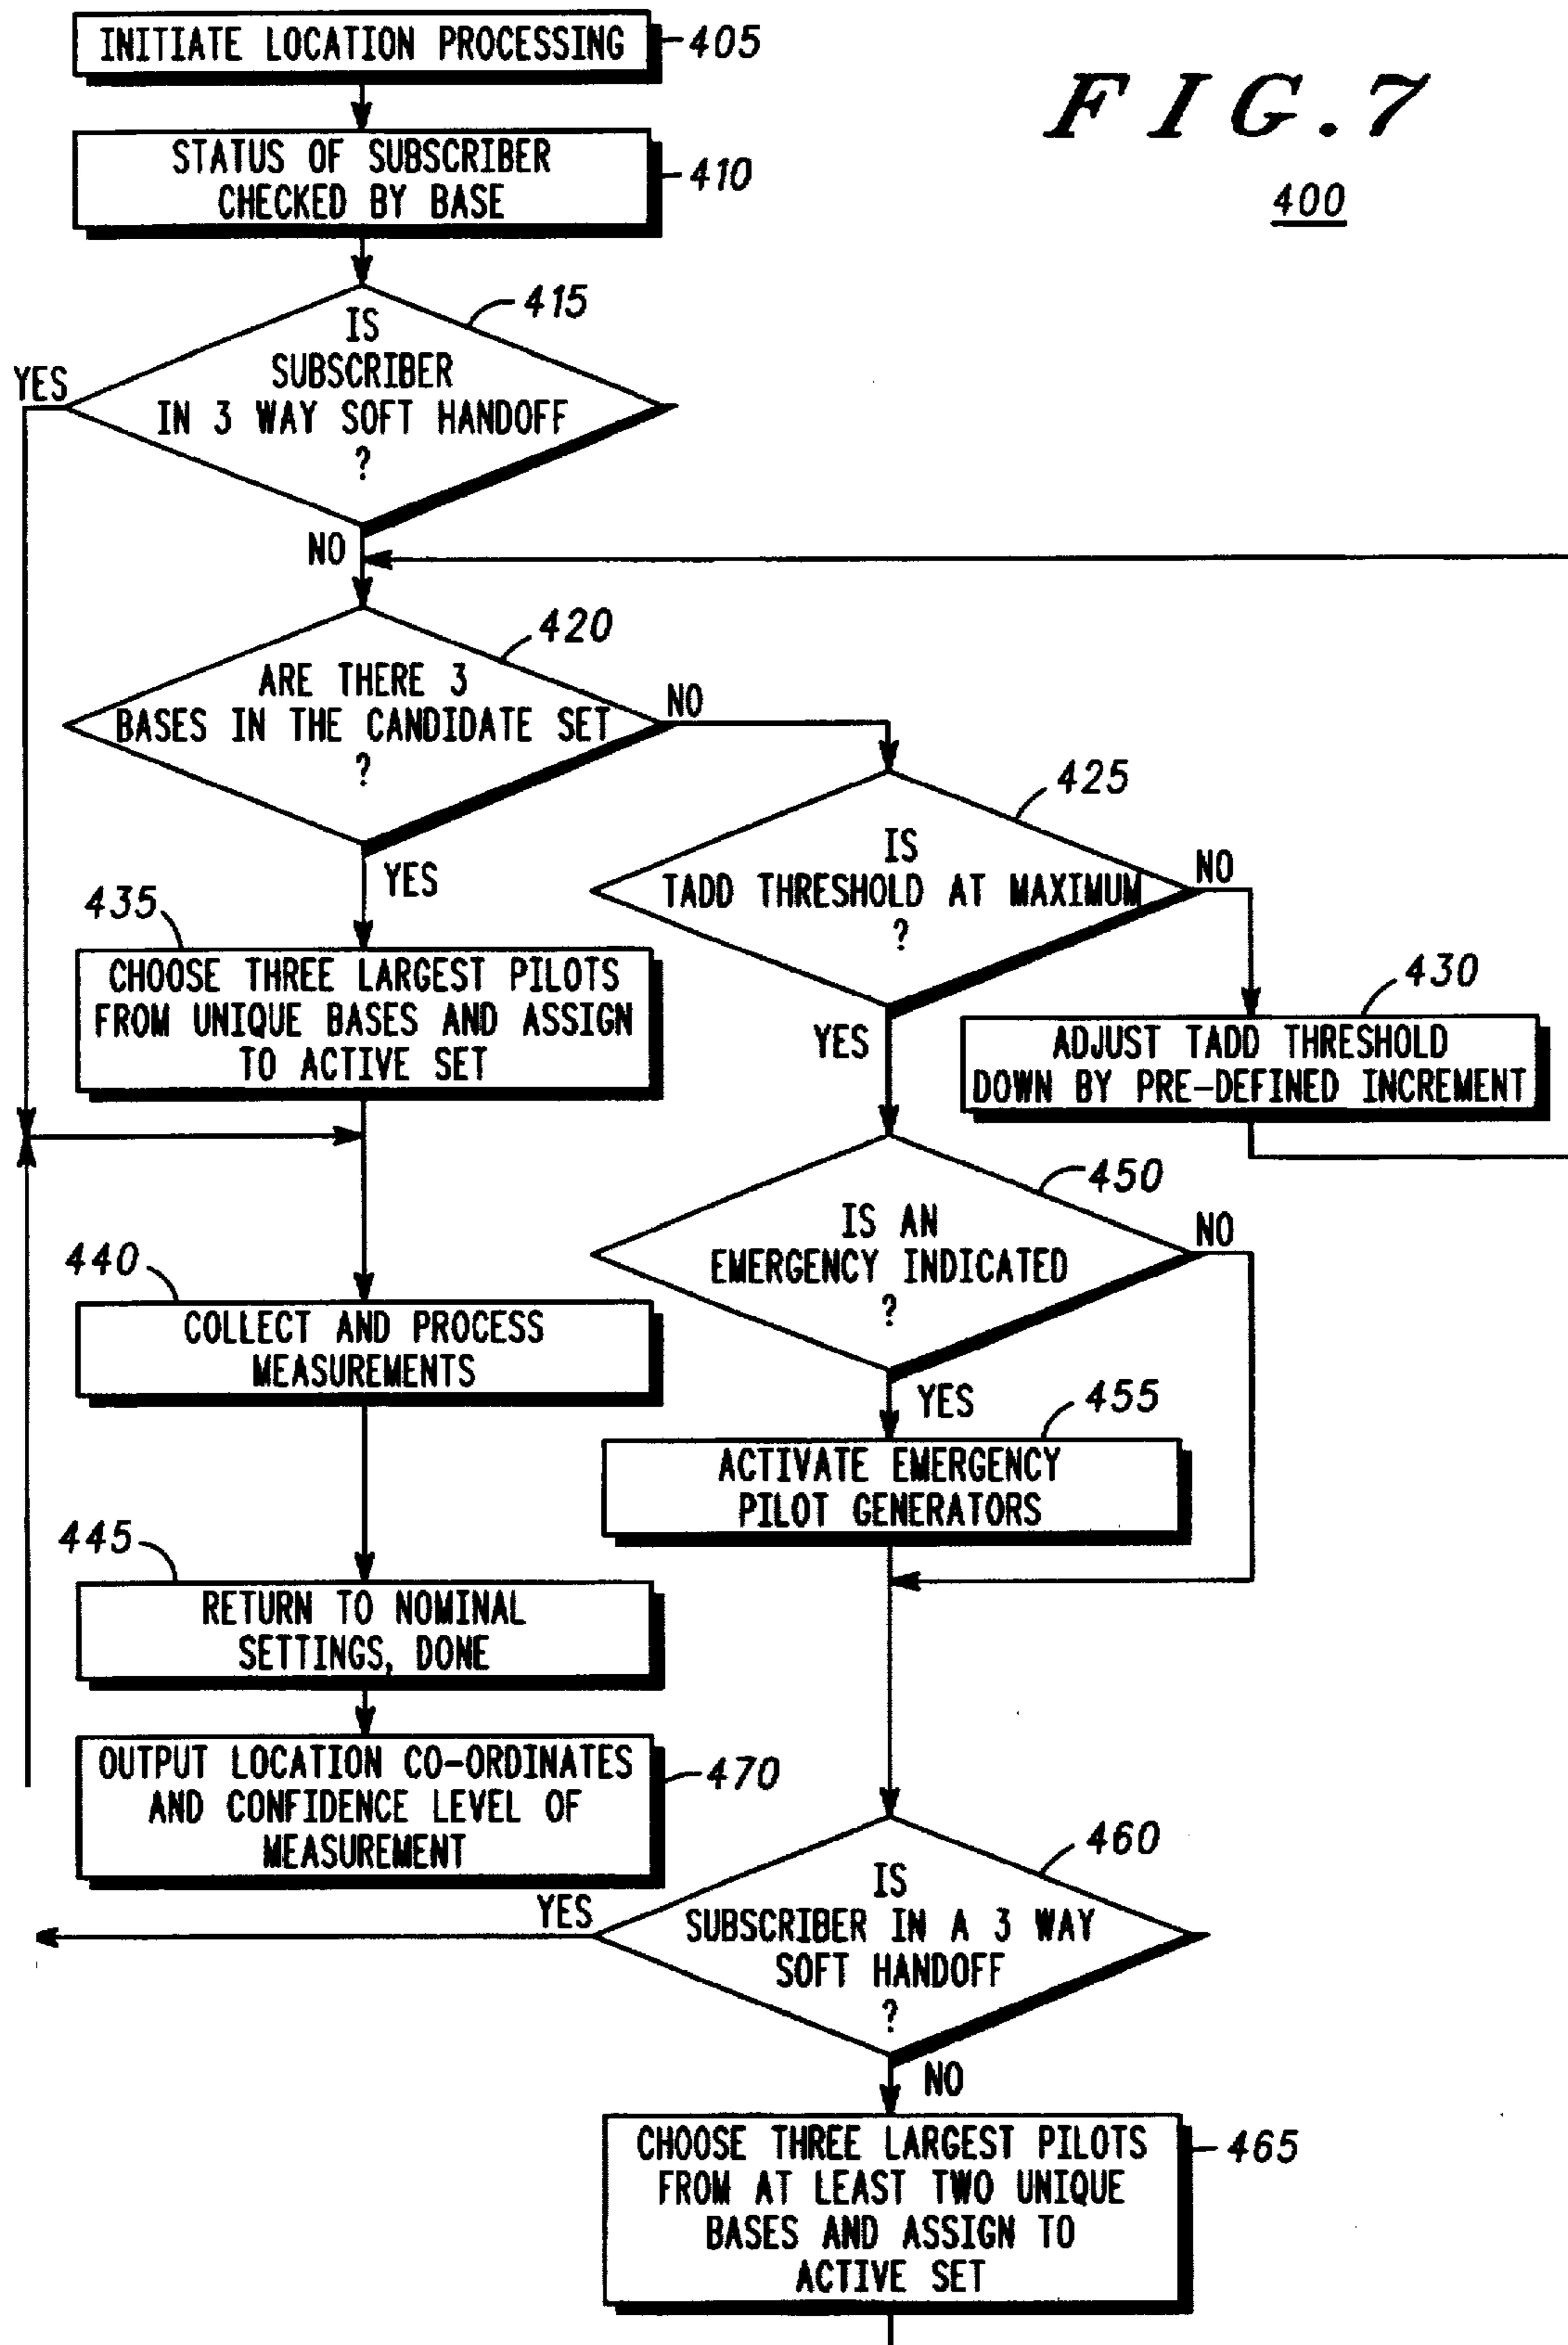 INITIATE LOCATION PROCESSING
405
FIG.7
400
STATUS OF SUBSCRIBER
CHECKED BY BASE
410
415
IS
SUBSCRIBER
IN 3 WAY SOFT HANDOFF
?
YES
NO
420
ARE THERE 3
BASES IN THE CANDIDATE SET
?
NO
YES
425
IS
TADD THRESHOLD AT MAXIMUM
?
NO
YES
430
ADJUST TADD THRESHOLD
DOWN BY PRE-DEFINED INCREMENT
435
CHOOSE THREE LARGEST PILOTS
FROM UNIQUE BASES AND ASSIGN
TO ACTIVE SET
440
COLLECT AND PROCESS
MEASUREMENTS
450
IS AN
EMERGENCY INDICATED
?
NO
YES
455
ACTIVATE EMERGENCY
PILOT GENERATORS
445
RETURN TO NOMINAL
SETTINGS, DONE
OUTPUT LOCATION CO-ORDINATES
AND CONFIDENCE LEVEL OF
MEASUREMENT
470
460
IS
SUBSCRIBER IN A 3 WAY
SOFT HANDOFF
?
YES
NO
CHOOSE THREE LARGEST PILOTS
FROM AT LEAST TWO UNIQUE
BASES AND ASSIGN TO
ACTIVE SET
465